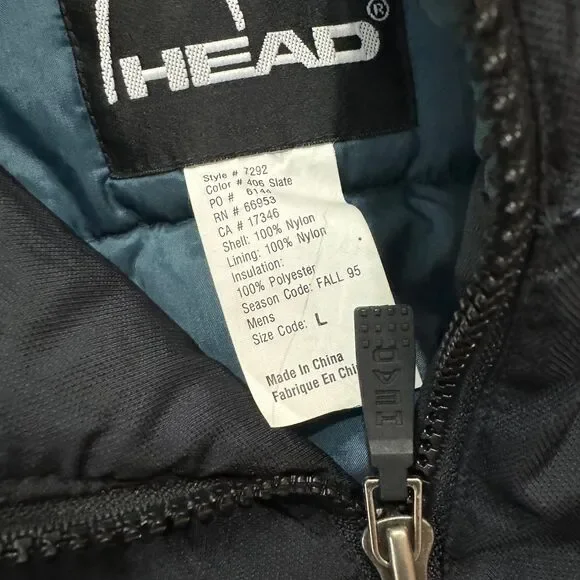 HEAD®
Style # 7292
Color # 406 Slate
PO # 6144
RN # 66953
CA # 17346
Shell: 100% Nylon
Lining: 100% Nylon
Insulation:
100% Polyester
Season Code: FALL 95
Mens
Size Code: L
Made In China
Fabrique En Chi
HEAD